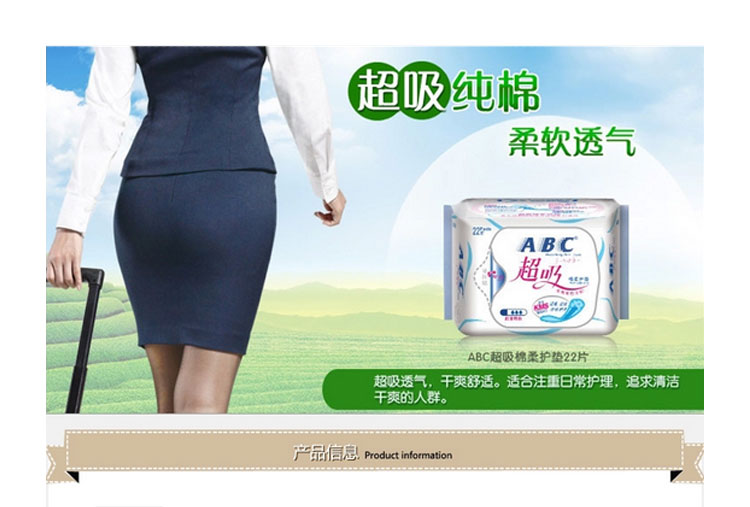 超吸纯棉
柔软透气
ABC
超吸
KMS
ABC超吸棉柔护垫22片
超吸透气，干爽舒适。适合注重日常护理，追求清洁
干爽的人群。
产品信息 Product information